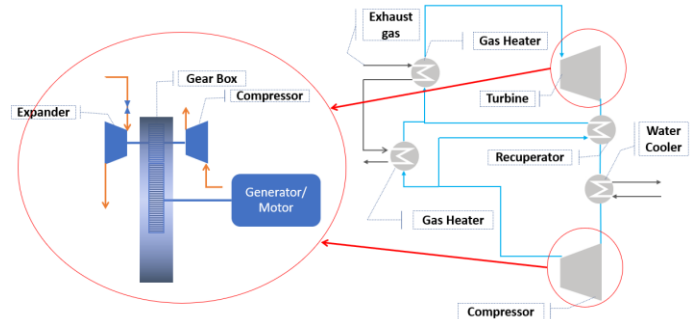 Exhaust
gas
Gas Heater
Gear Box
Compressor
Expander
Turbine
Water
Cooler
Recuperator
Generator/
Motor
Gas Heater
Compressor